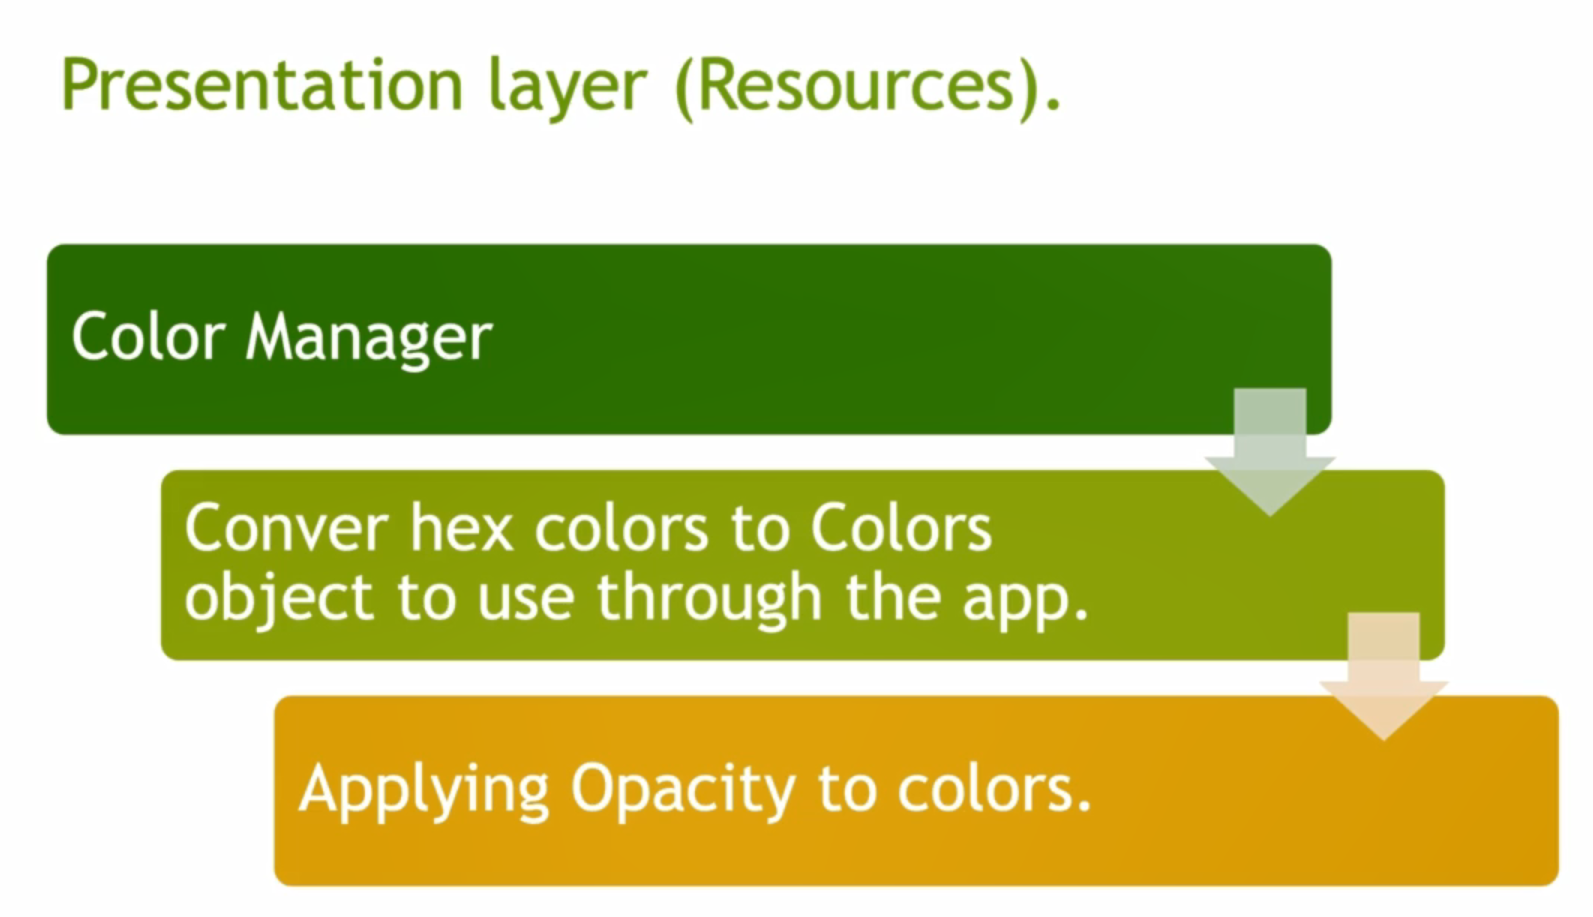 Presentation layer (Resources).
Color Manager
Conver hex colors to Colors
object to use through the app.
Applying Opacity to colors.